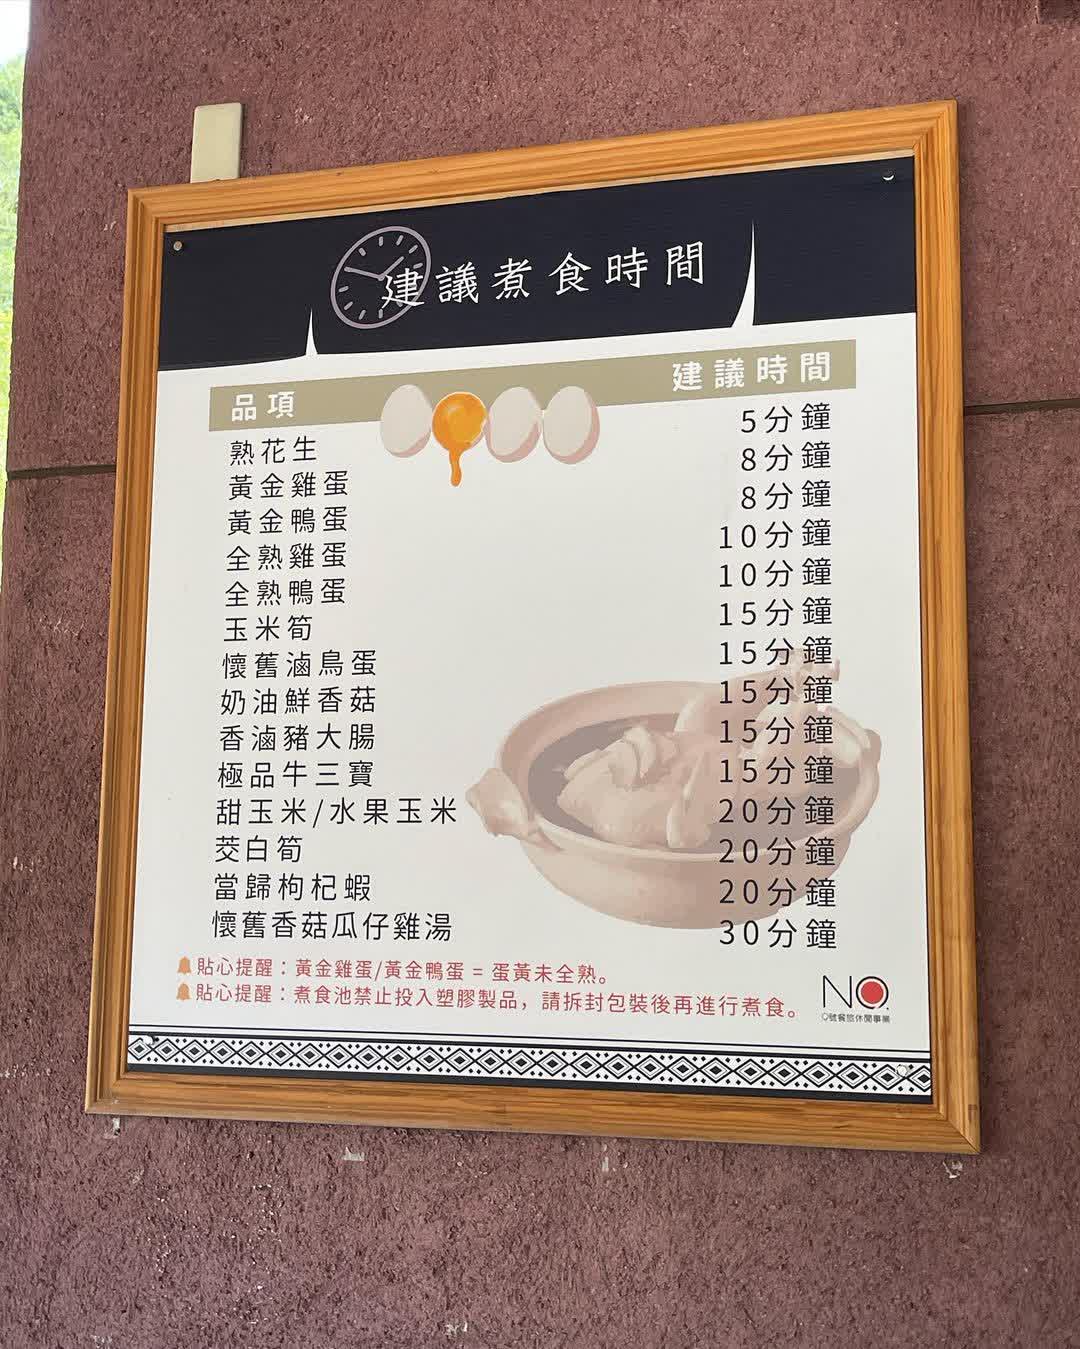 建議煮食時間
品項 建議時間
熟花生 5分鐘
黃金雞蛋 8分鐘
黃金鴨蛋 8分鐘
全熟雞蛋 10分鐘
全熟鴨蛋 10分鐘
玉米筍 15分鐘
懷舊滷鳥蛋 15分鐘
奶油鮮香菇 15分鐘
香滷豬大腸 15分鐘
極品牛三寶 15分鐘
甜玉米/水果玉米 20分鐘
茭白筍 20分鐘
當歸枸杞蝦 20分鐘
懷舊香菇瓜仔雞湯 30分鐘
貼心提醒：黃金雞蛋/黃金鴨蛋 = 蛋黃未全熟。
貼心提醒：煮食池禁止投入塑膠製品，請拆封包裝後再進行煮食。
NQ
Q號餐旅休閒事業